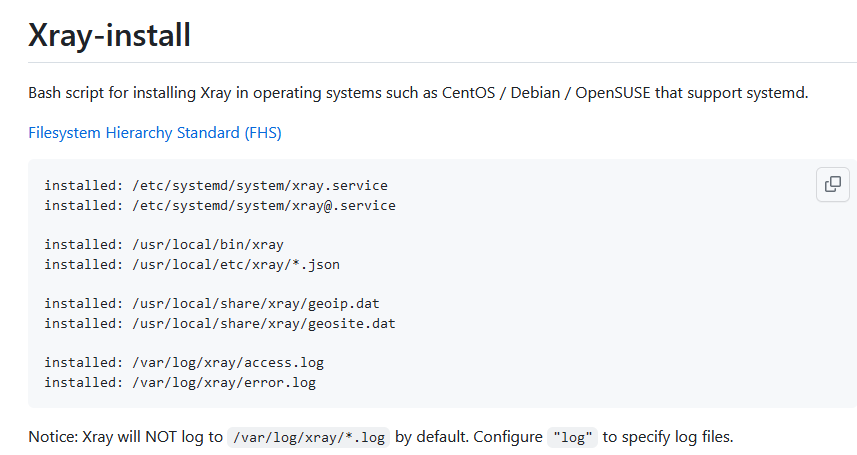 Xray-install
Bash script for installing Xray in operating systems such as CentOS / Debian / OpenSUSE that support systemd.
Filesystem Hierarchy Standard (FHS)
installed: /etc/systemd/system/xray.service
installed: /etc/systemd/system/xray@.service
installed: /usr/local/bin/xray
installed: /usr/local/etc/xray/*.json
installed: /usr/local/share/xray/geoip.dat
installed: /usr/local/share/xray/geosite.dat
installed: /var/log/xray/access.log
installed: /var/log/xray/error.log
Notice: Xray will NOT log to /var/log/xray/*.log by default. Configure "log" to specify log files.